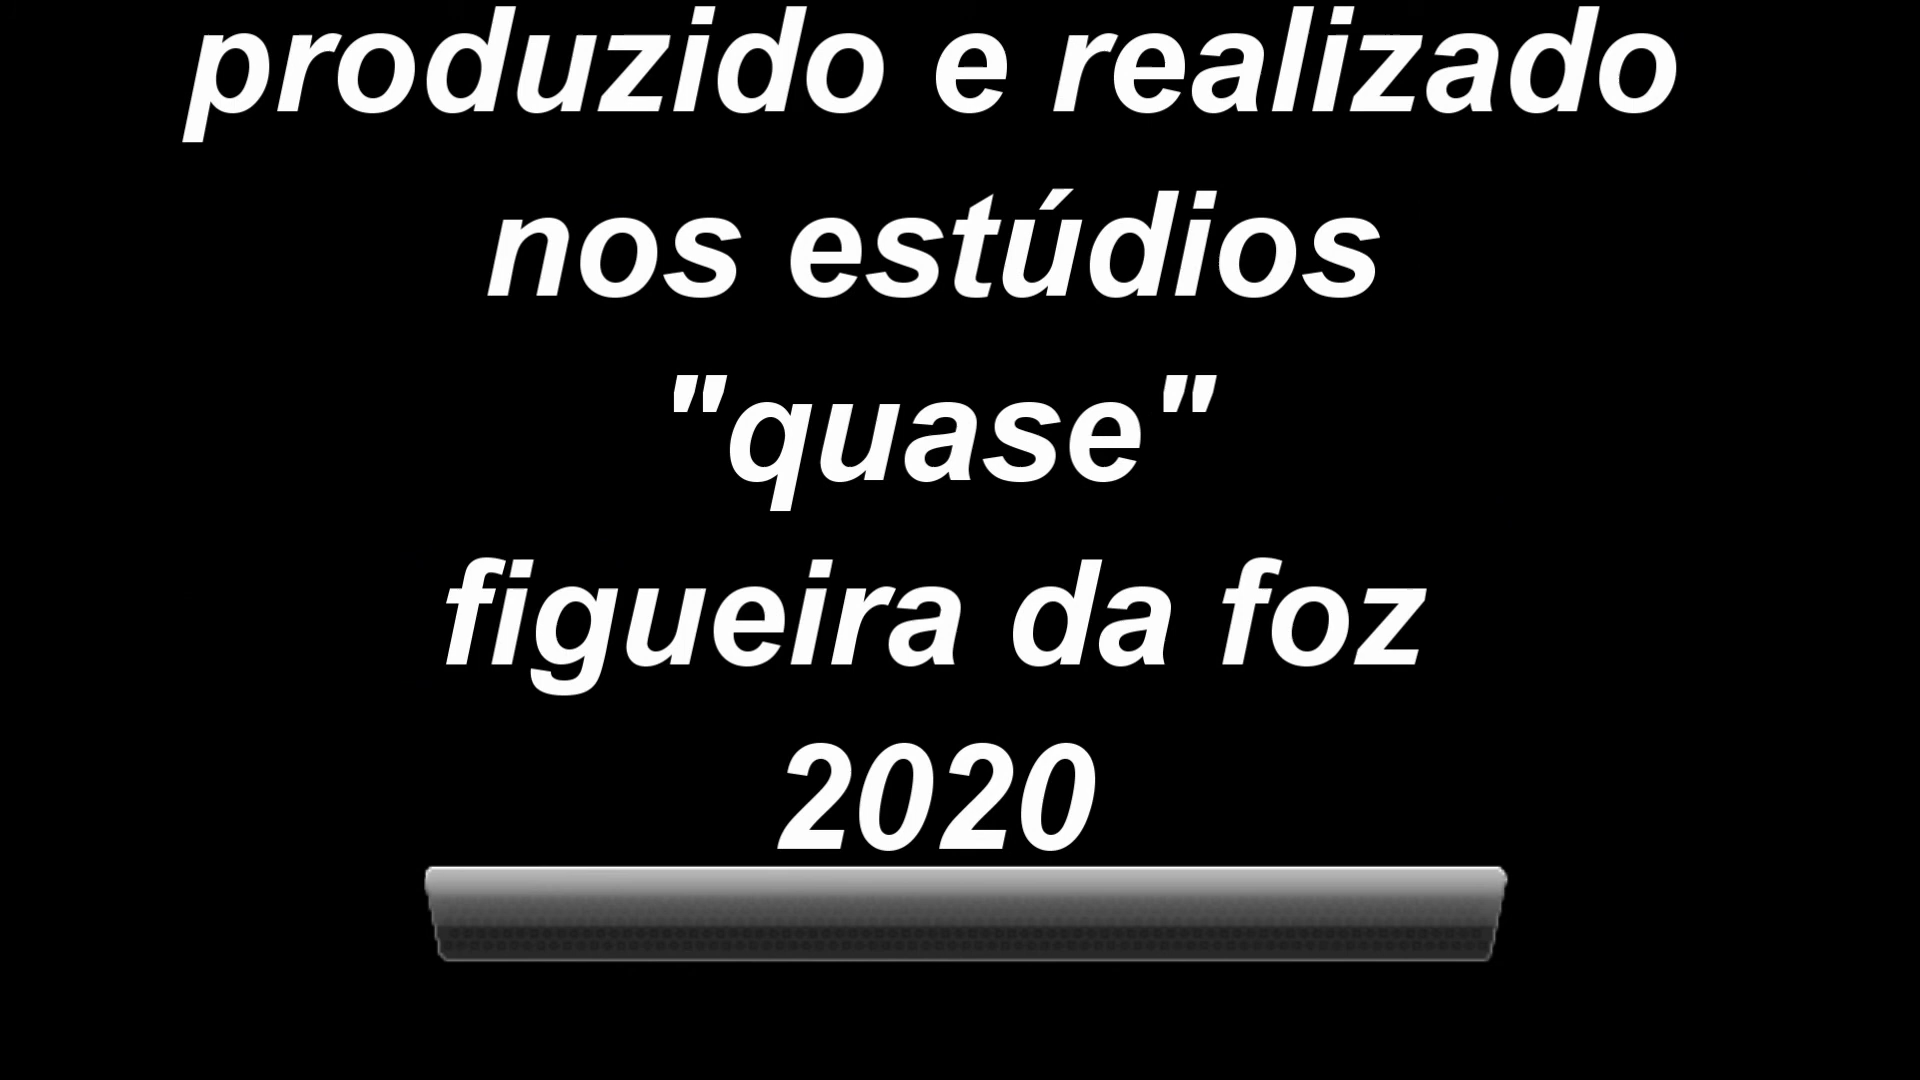 produzido e realizado
nos estúdios
"quase"
figueira da foz
2020